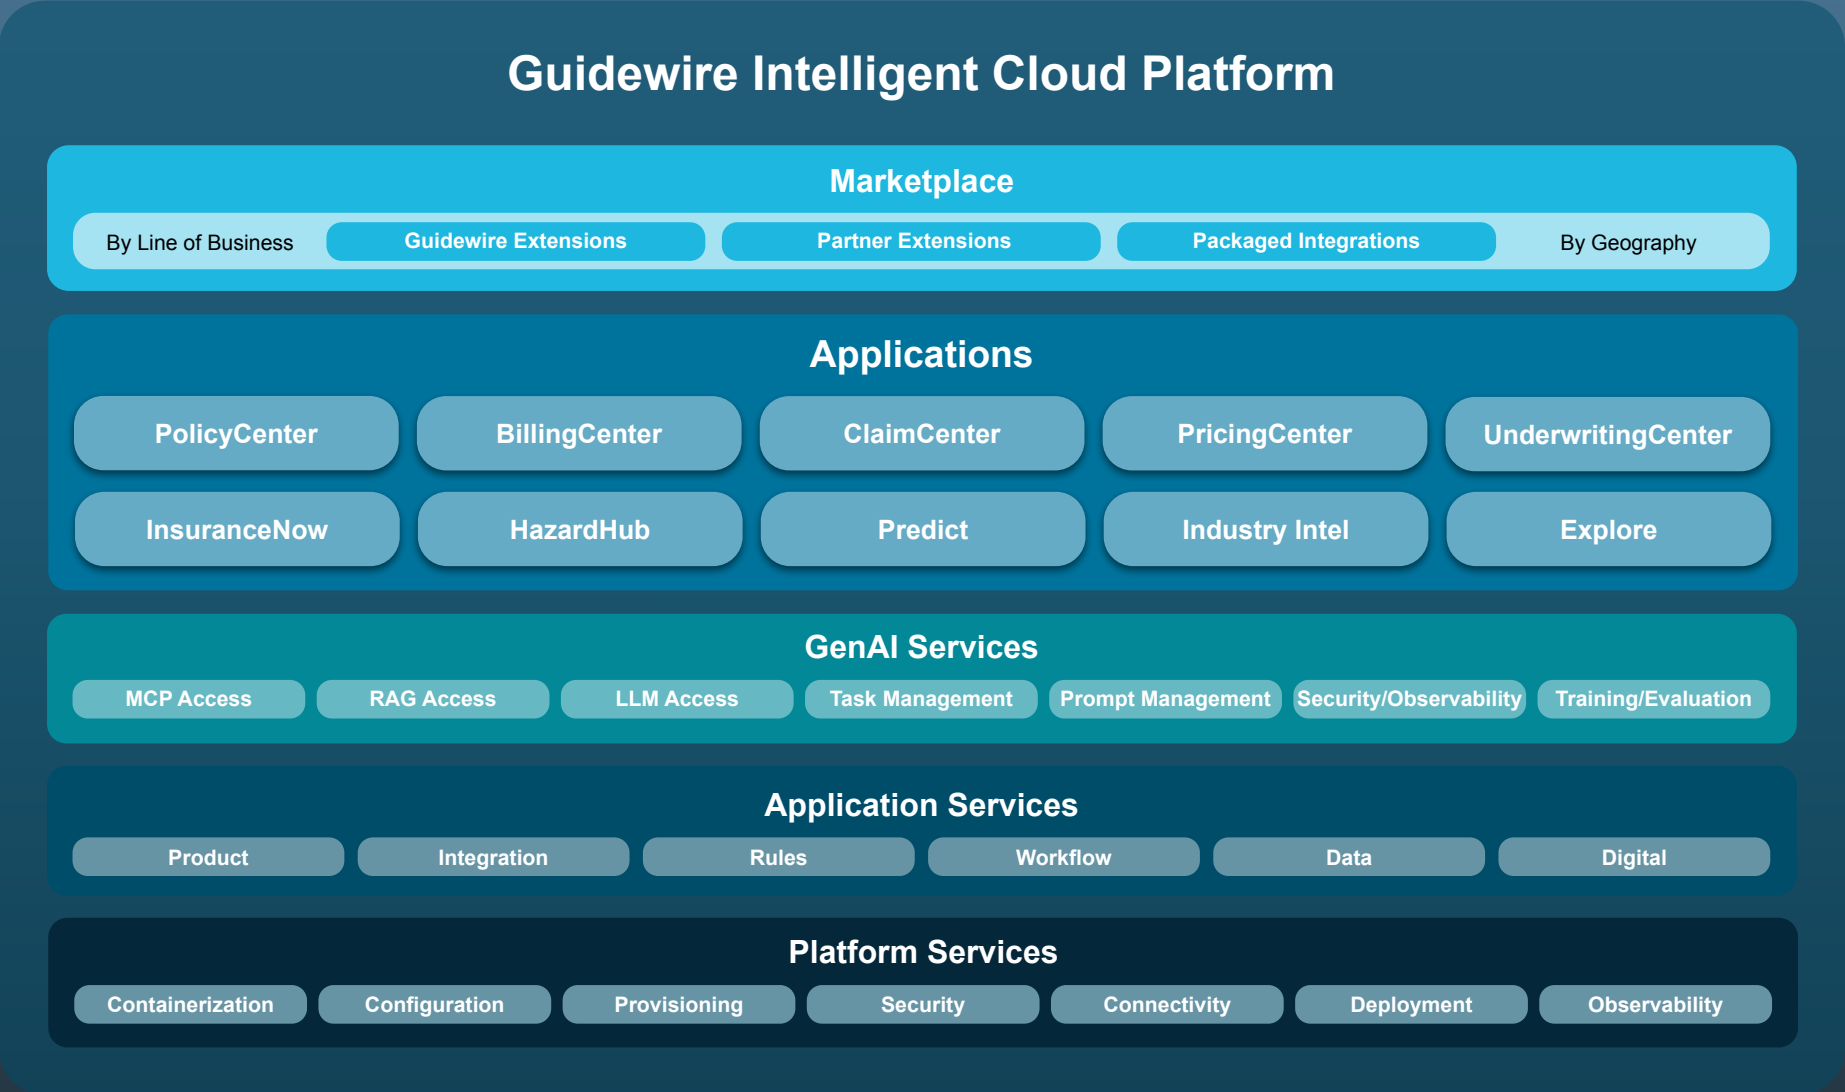 Guidewire Intelligent Cloud Platform
Marketplace
By Line of Business
Guidewire Extensions
Partner Extensions
Packaged Integrations
By Geography
Applications
PolicyCenter
BillingCenter
ClaimCenter
PricingCenter
UnderwritingCenter
InsuranceNow
HazardHub
Predict
Industry Intel
Explore
GenAI Services
MCP Access
RAG Access
LLM Access
Task Management
Prompt Management
Security/Observability
Training/Evaluation
Application Services
Product
Integration
Rules
Workflow
Data
Digital
Platform Services
Containerization
Configuration
Provisioning
Security
Connectivity
Deployment
Observability